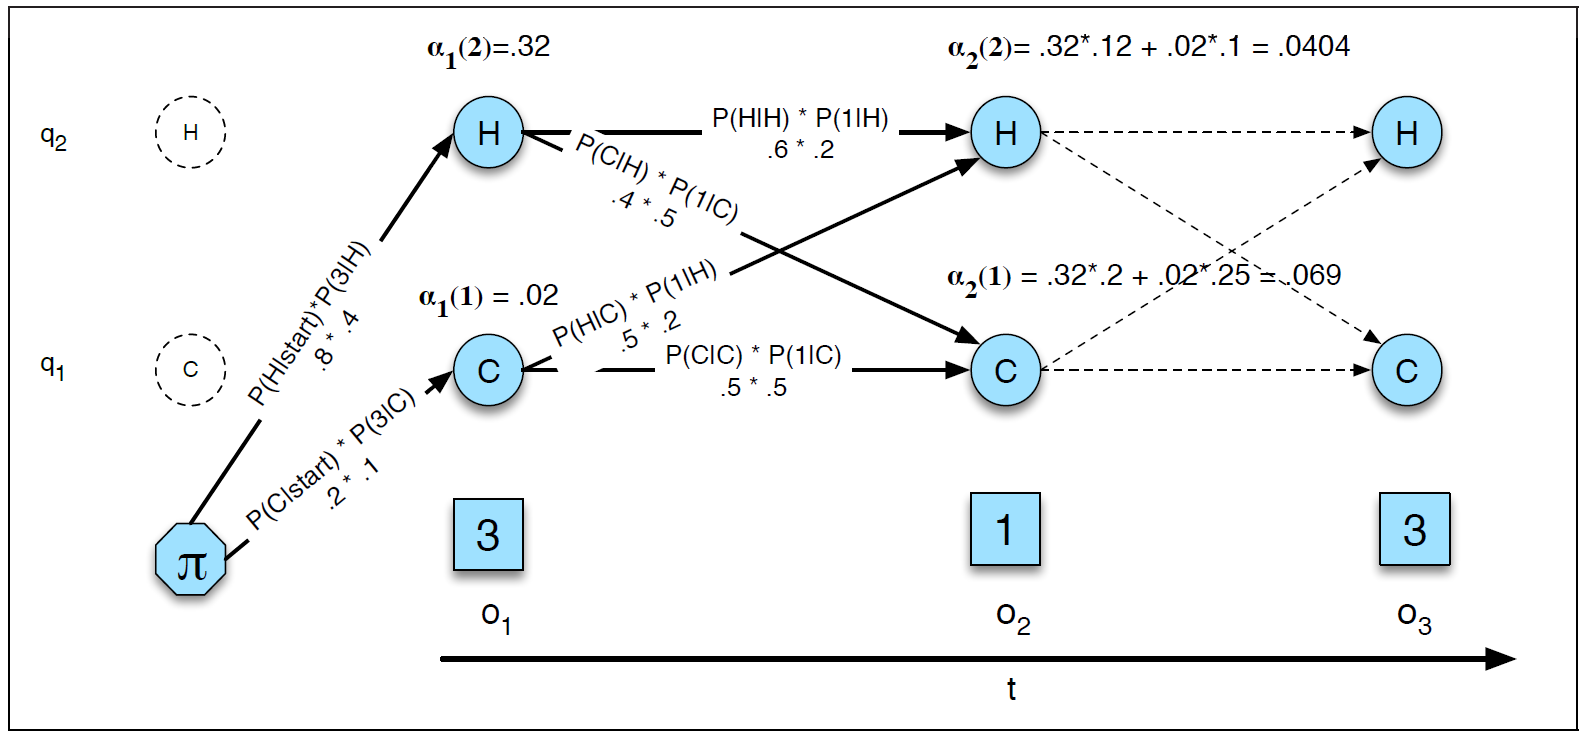 α1(2)=.32
α2(2)= .32*.12 + .02*.1 = .0404
q2
H
H
P(H|H) * P(1|H)
.6 * .2
H
H
P(C|H) * P(1|C)
.4 * .5
P(H|start)*P(3|H)
.8 * .4
α1(1) = .02
P(H|C) * P(1|H)
.5 * .2
α2(1) = .32*.2 + .02*.25 = .069
q1
C
C
P(C|C) * P(1|C)
.5 * .5
C
C
P(C|start) * P(3|C)
.2 * .1
π
3
1
3
o1
o2
o3
t